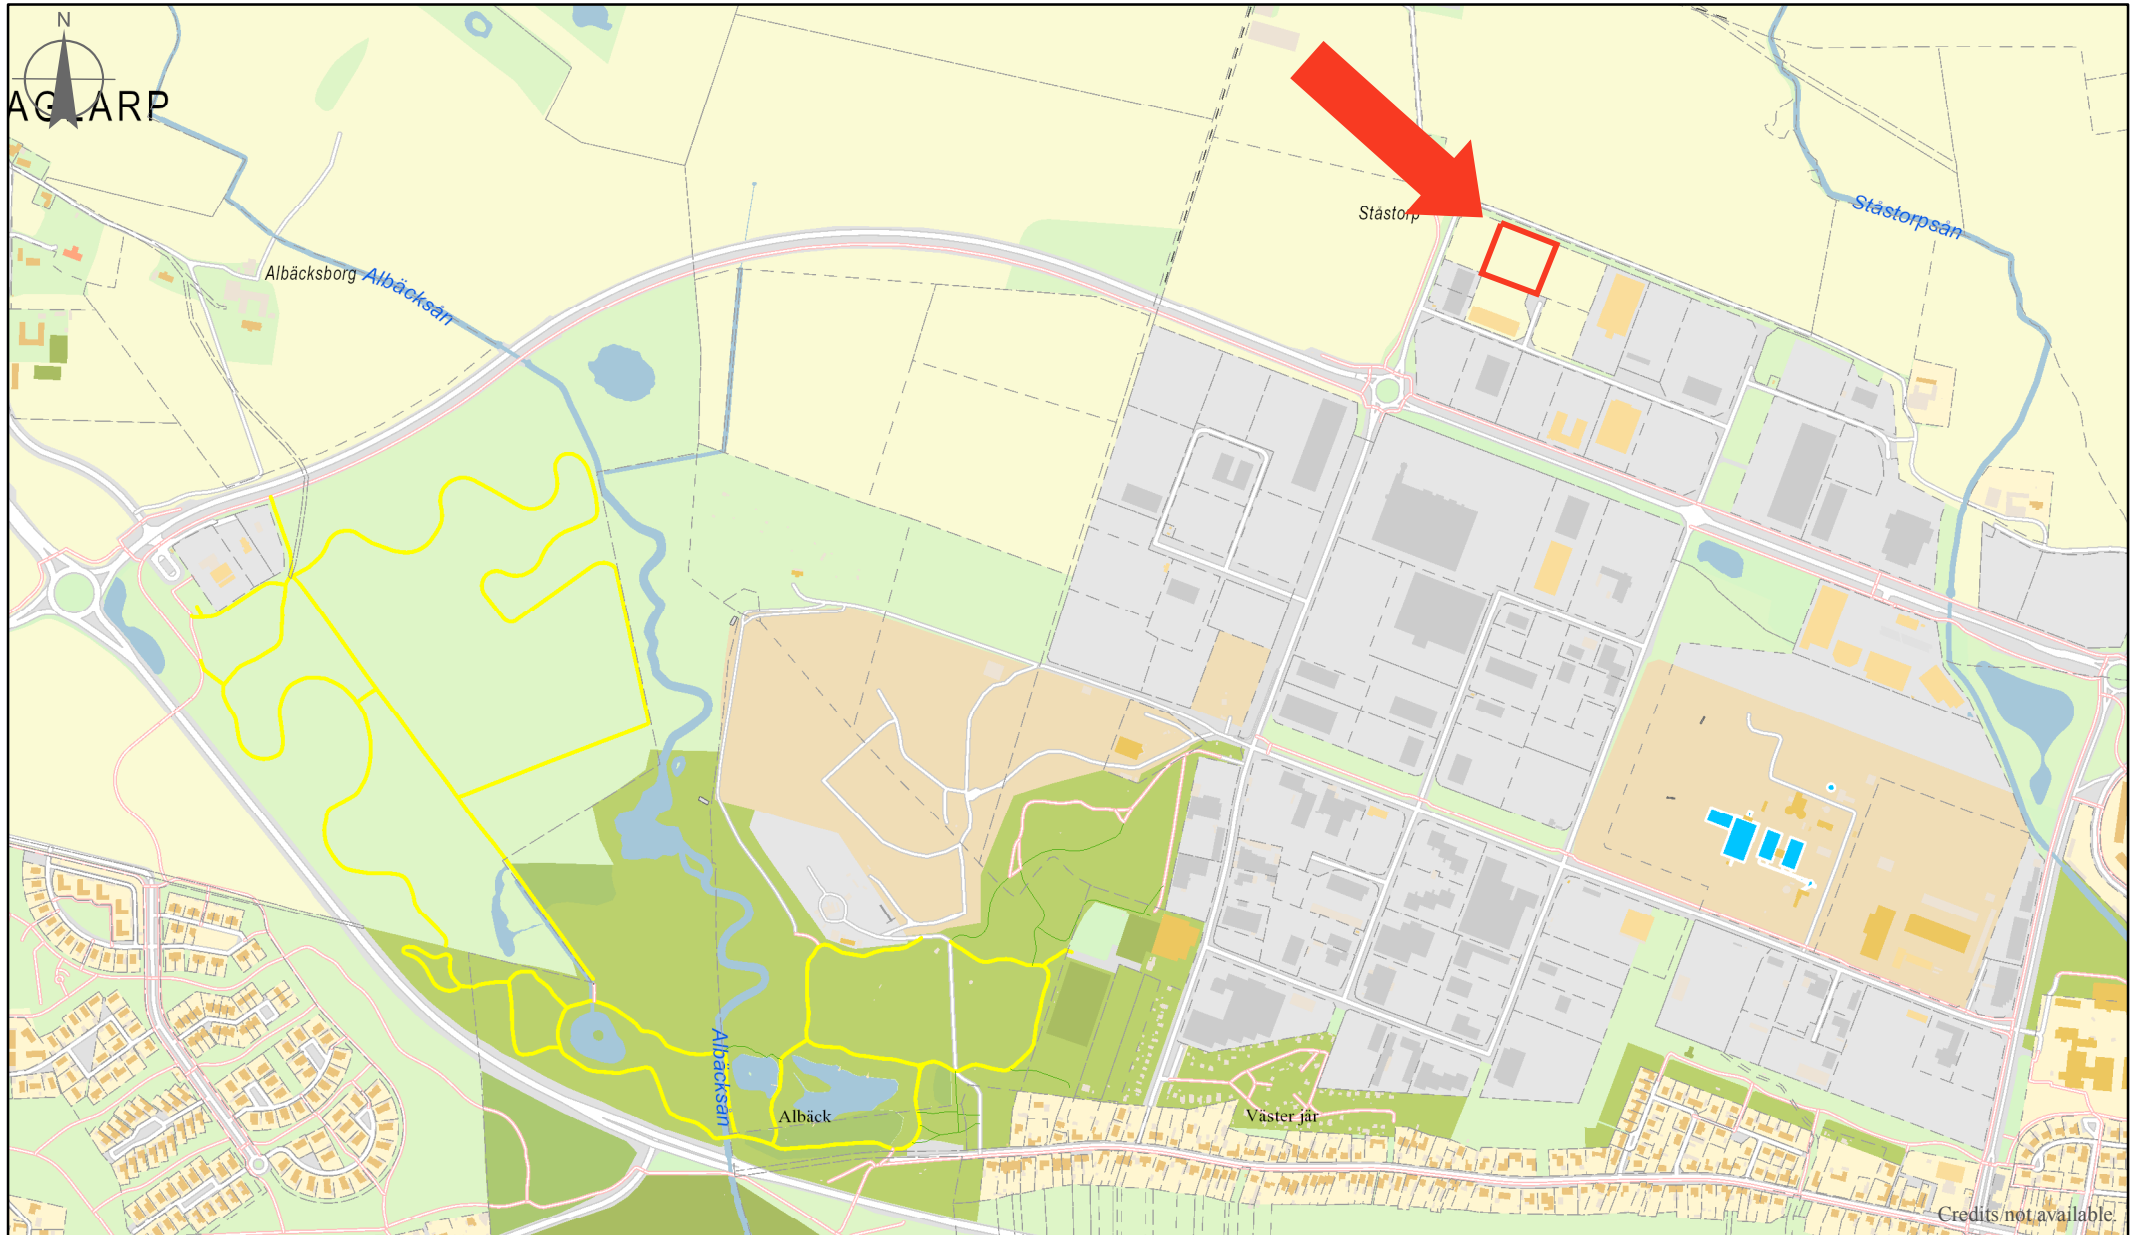 N
AGLARP
Ståstorp
Ståstorpsån
Albäcksborg
Albäcksån
Albäcksån
Albäck
Väster jär
Credits not available